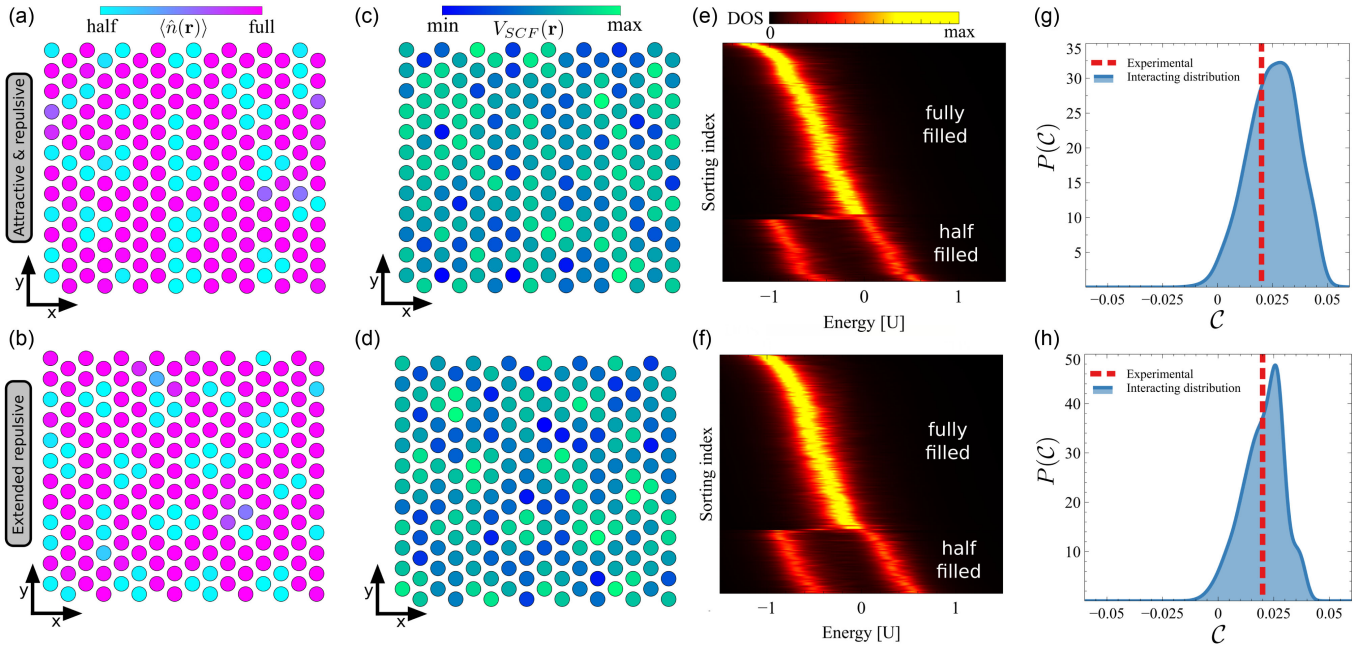 (a)
half ⟨n̂(r)⟩ full
Attractive & repulsive
y
x
(c)
V_SCF(r)
min max
y
x
(e)
DOS
0 max
Sorting index
fully
filled
half
filled
−1 0 1
Energy [U]
(g)
35
30
25
20
15
10
5
P(C)
Experimental
Interacting distribution
−0.05 −0.025 0 0.025 0.05
C
(b)
Extended repulsive
y
x
(d)
y
x
(f)
Sorting index
fully
filled
half
filled
−1 0 1
Energy [U]
(h)
50
40
30
20
10
P(C)
Experimental
Interacting distribution
−0.05 −0.025 0 0.025 0.05
C